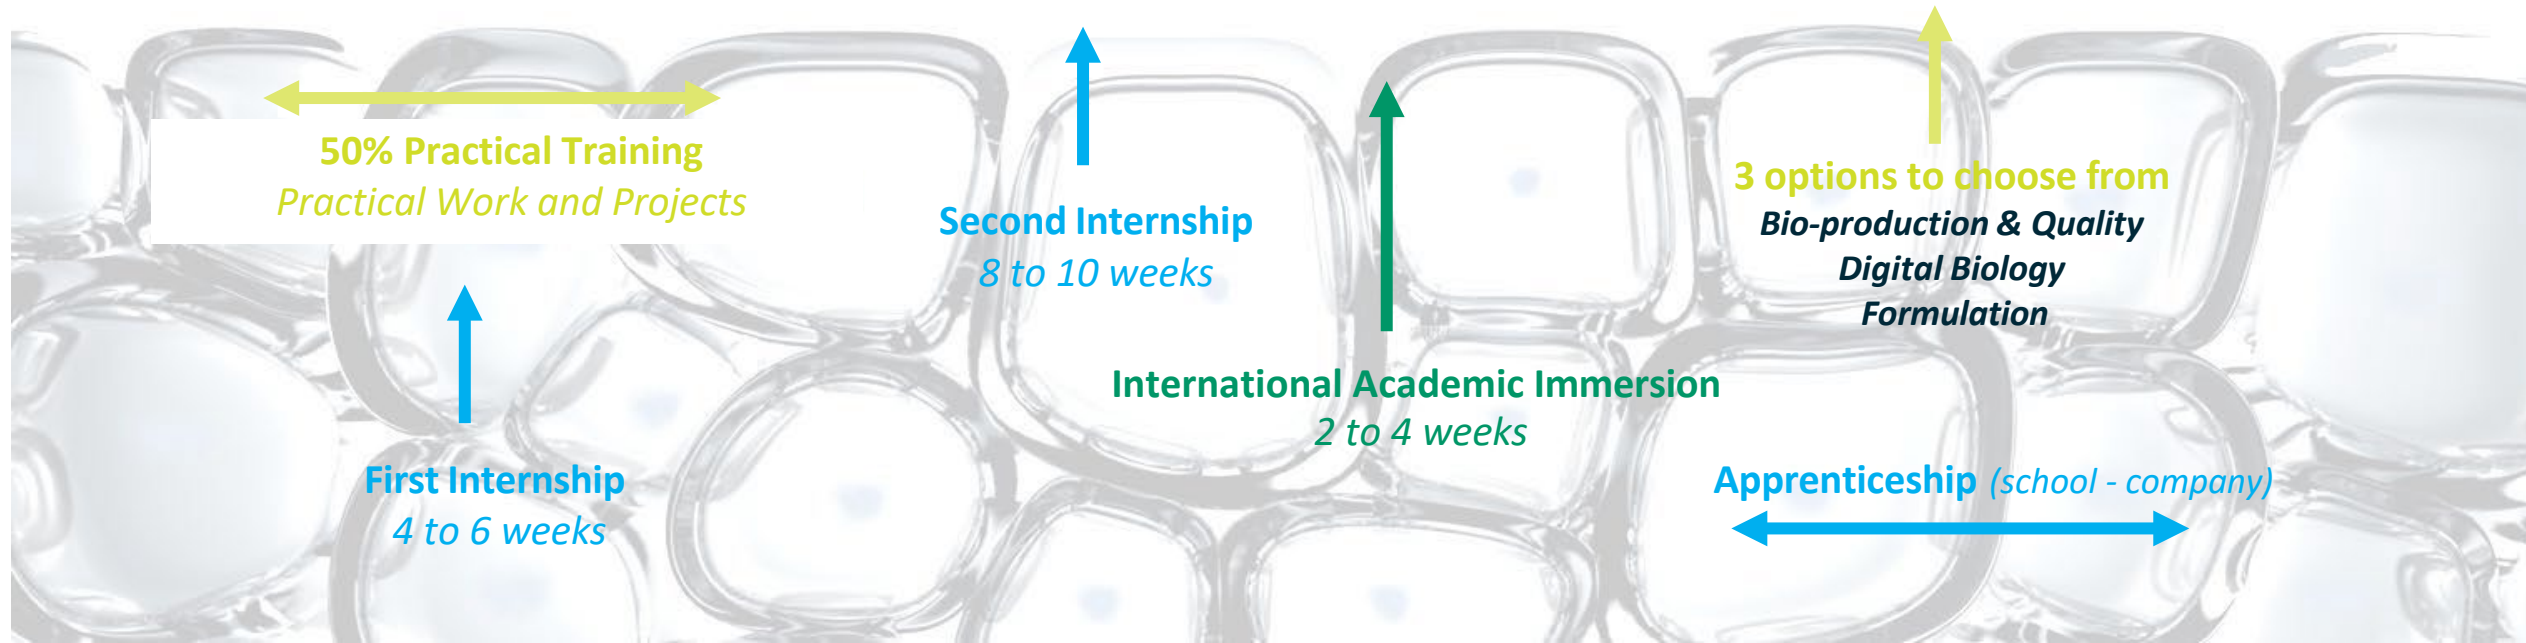 50% Practical Training
Practical Work and Projects
First Internship
4 to 6 weeks
Second Internship
8 to 10 weeks
International Academic Immersion
2 to 4 weeks
3 options to choose from
Bio-production & Quality
Digital Biology
Formulation
Apprenticeship (school - company)